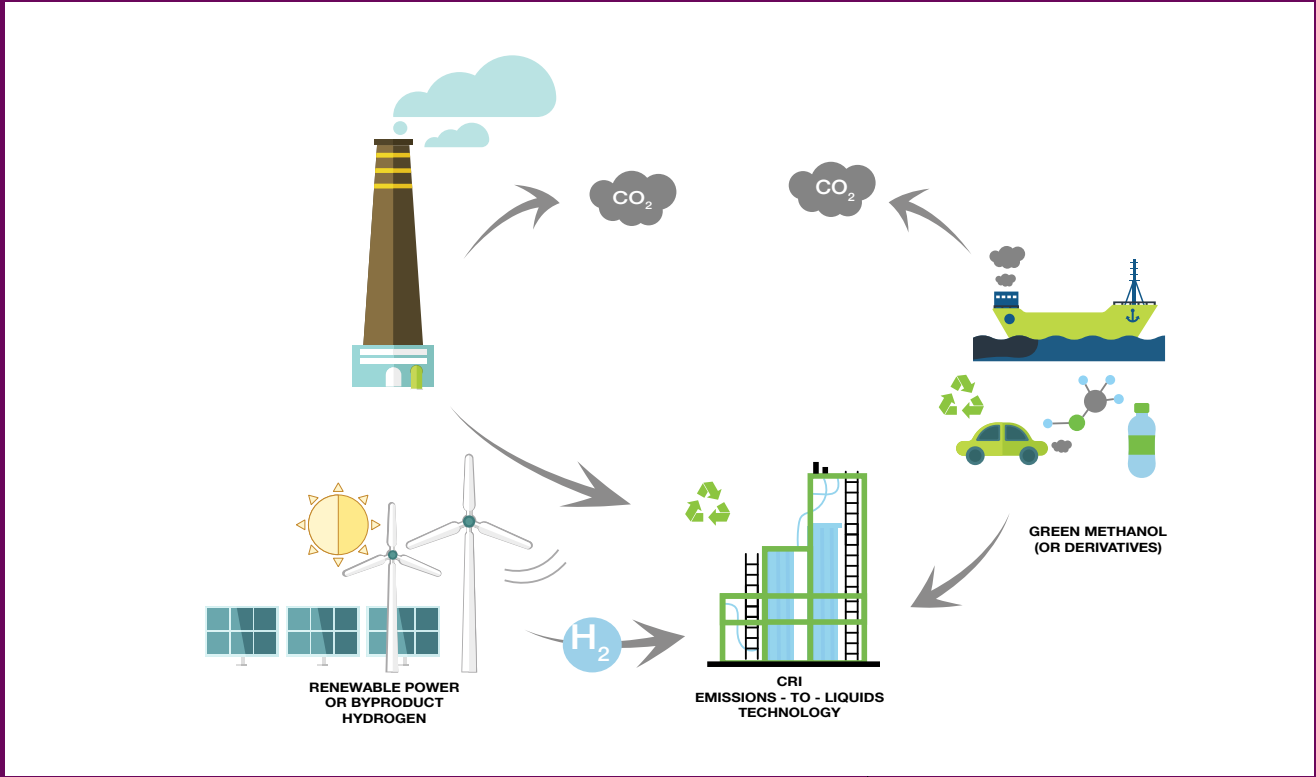 CO2
CO2
GREEN METHANOL
(OR DERIVATIVES)
H2
RENEWABLE POWER
OR BYPRODUCT
HYDROGEN
CRI
EMISSIONS - TO - LIQUIDS
TECHNOLOGY